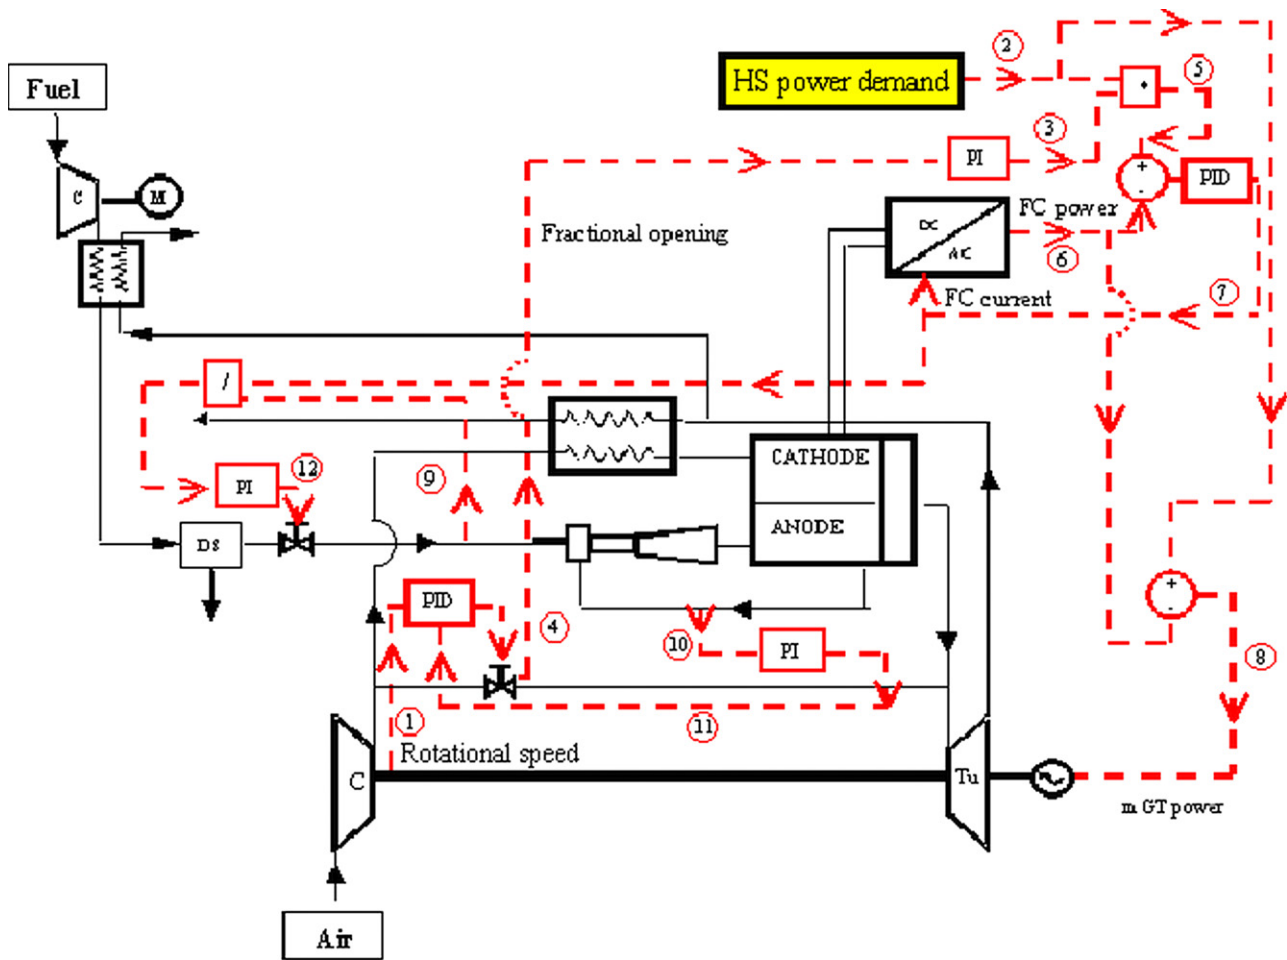 2
5
HS power demand
Fuel
*
3
PI
+
-
PID
C
M
FC power
DC
AC
Fractional opening
6
FC current
7
/
CATHODE
12
9
PI
ANODE
DS
+
-
PID
4
10
PI
8
1
11
Rotational speed
C
Tu
m GT power
Air